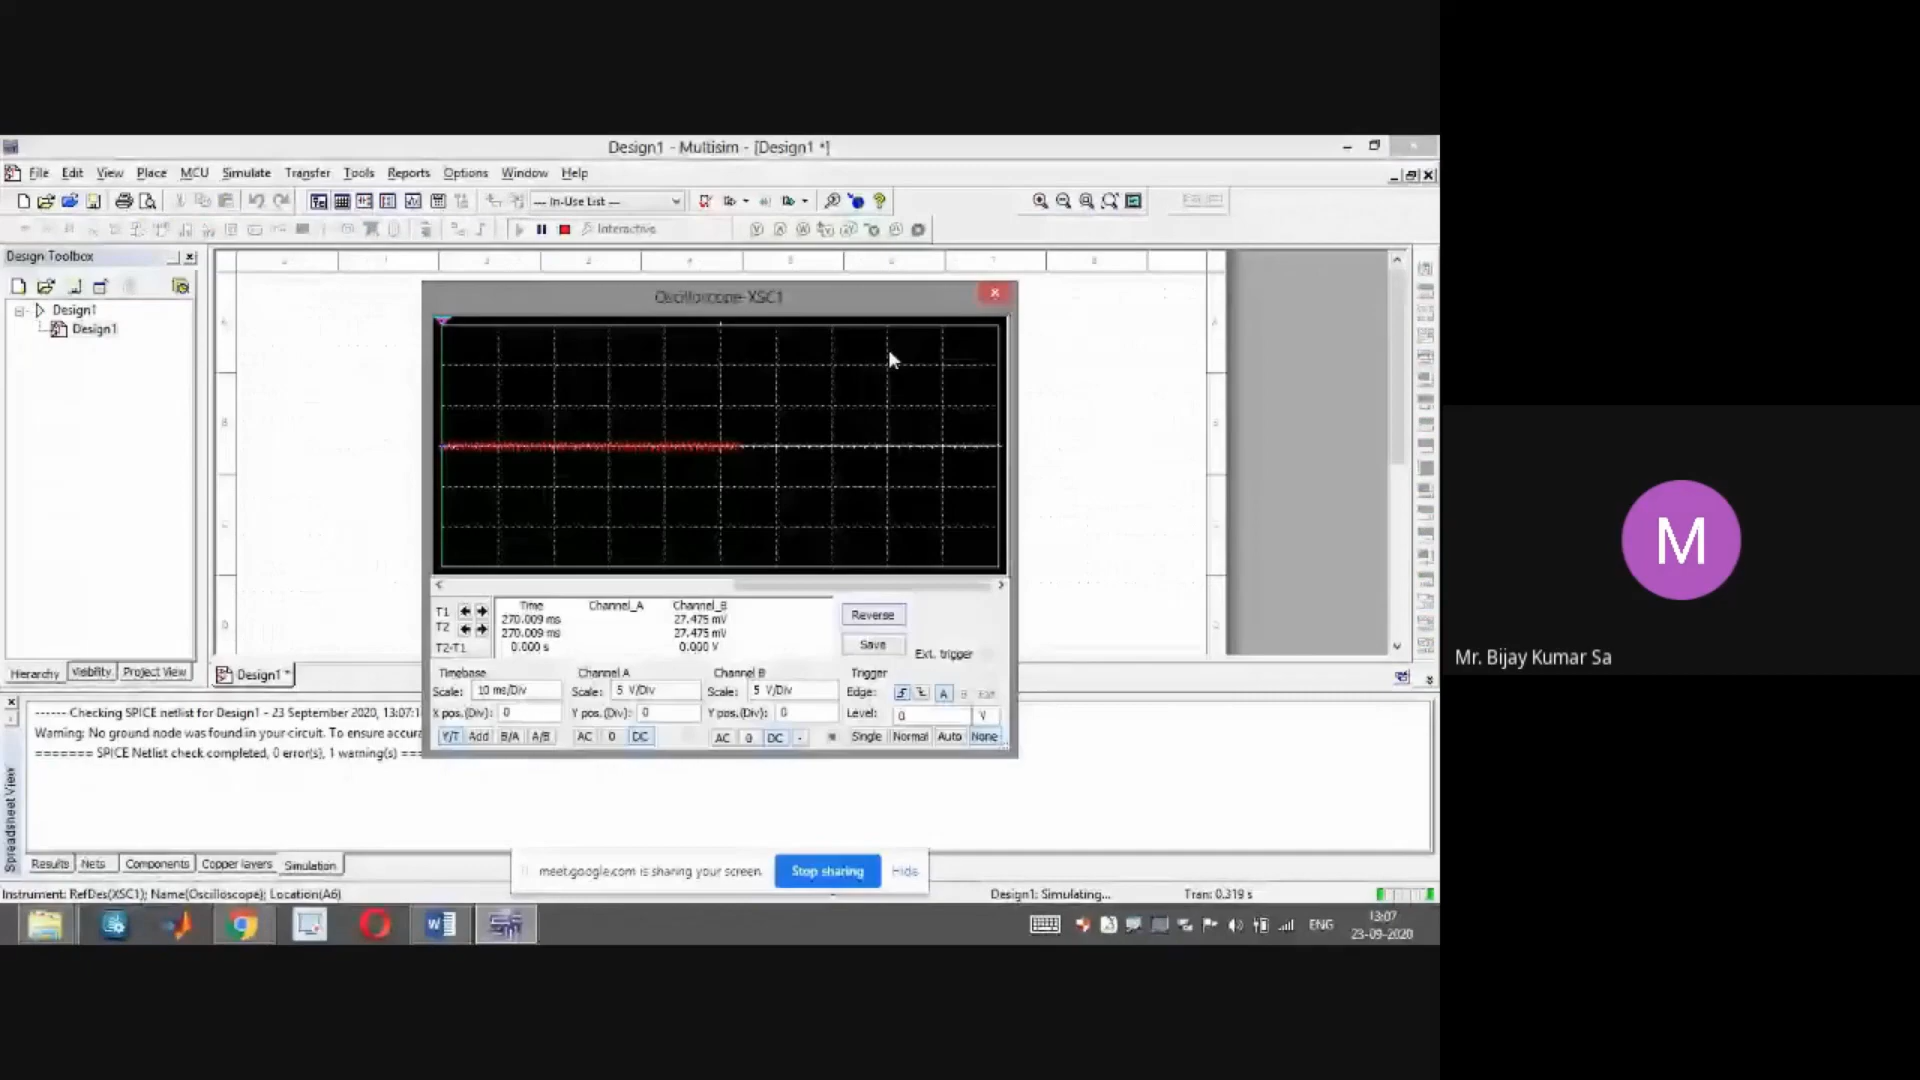 Design1 - Multisim - [Design1 *]
File Edit View Place MCU Simulate Transfer Tools Reports Options Window Help
--- In-Use List ---
Interactive
Design Toolbox
Design1
Design1
Hierarchy Visibility Project View
Design1 *
Oscilloscope-XSC1
T1
T2
T2-T1
Time Channel_A Channel_B
270.009 ms 27.475 mV
270.009 ms 27.475 mV
0.000 s 0.000 V
Reverse
Save
Ext. trigger
Timebase
Scale: 10 ms/Div
X pos.(Div): 0
Y/T Add B/A A/B
Channel A
Scale: 5 V/Div
Y pos.(Div): 0
AC 0 DC
Channel B
Scale: 5 V/Div
Y pos.(Div): 0
AC 0 DC -
Trigger
Edge: A B Ext
Level: 0 V
Single Normal Auto None
------ Checking SPICE netlist for Design1 - 23 September 2020, 13:07:1
Warning: No ground node was found in your circuit. To ensure accura
======= SPICE Netlist check completed, 0 error(s), 1 warning(s) ==
Spreadsheet View
Results Nets Components Copper layers Simulation
meet.google.com is sharing your screen. Stop sharing Hide
Instrument: RefDes(XSC1); Name(Oscilloscope); Location(A6)
Design1: Simulating... Tran: 0.319 s
ENG
13:07
23-09-2020
M
Mr. Bijay Kumar Sa